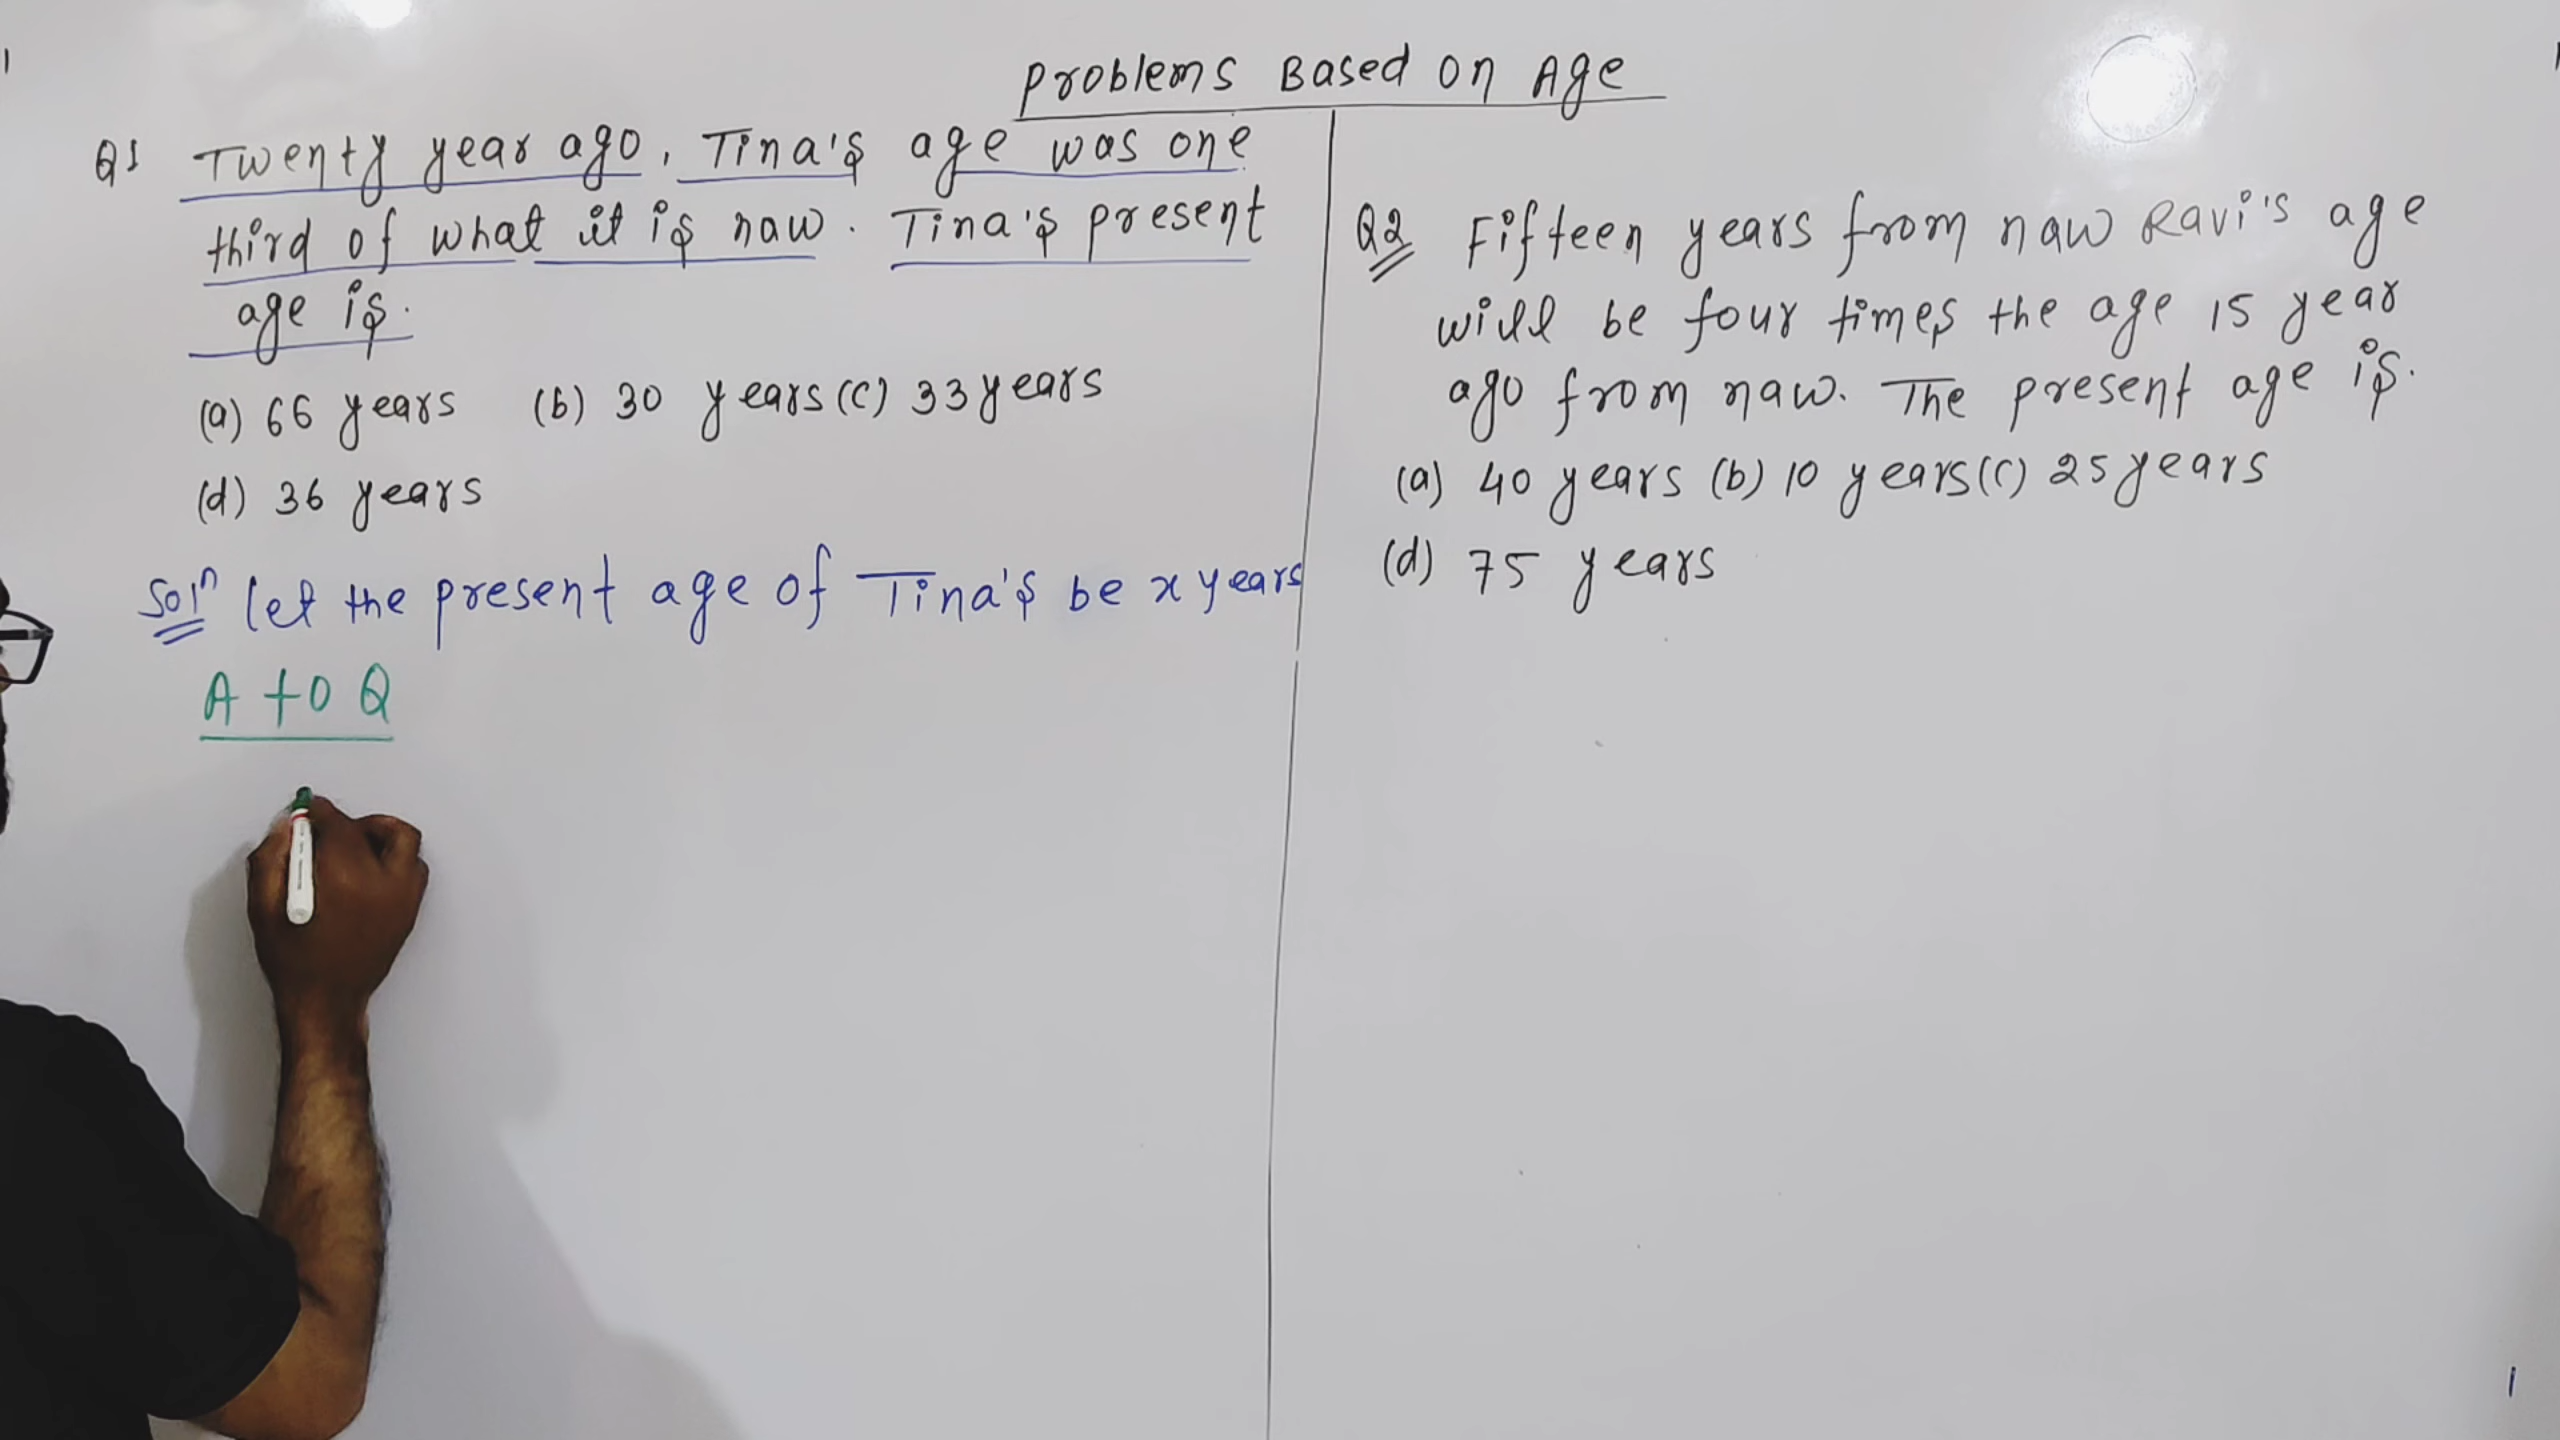 Problems Based on Age
Q1 Twenty year ago, Tina's age was one
third of what it is naw. Tina's present
age is.
(a) 66 years (b) 30 years (c) 33 years
(d) 36 years
Solⁿ let the present age of Tina's be x years
A to Q
Q2 Fifteen years from naw Ravi's age
will be four times the age 15 year
ago from naw. The present age is.
(a) 40 years (b) 10 years (c) 25 years
(d) 75 years